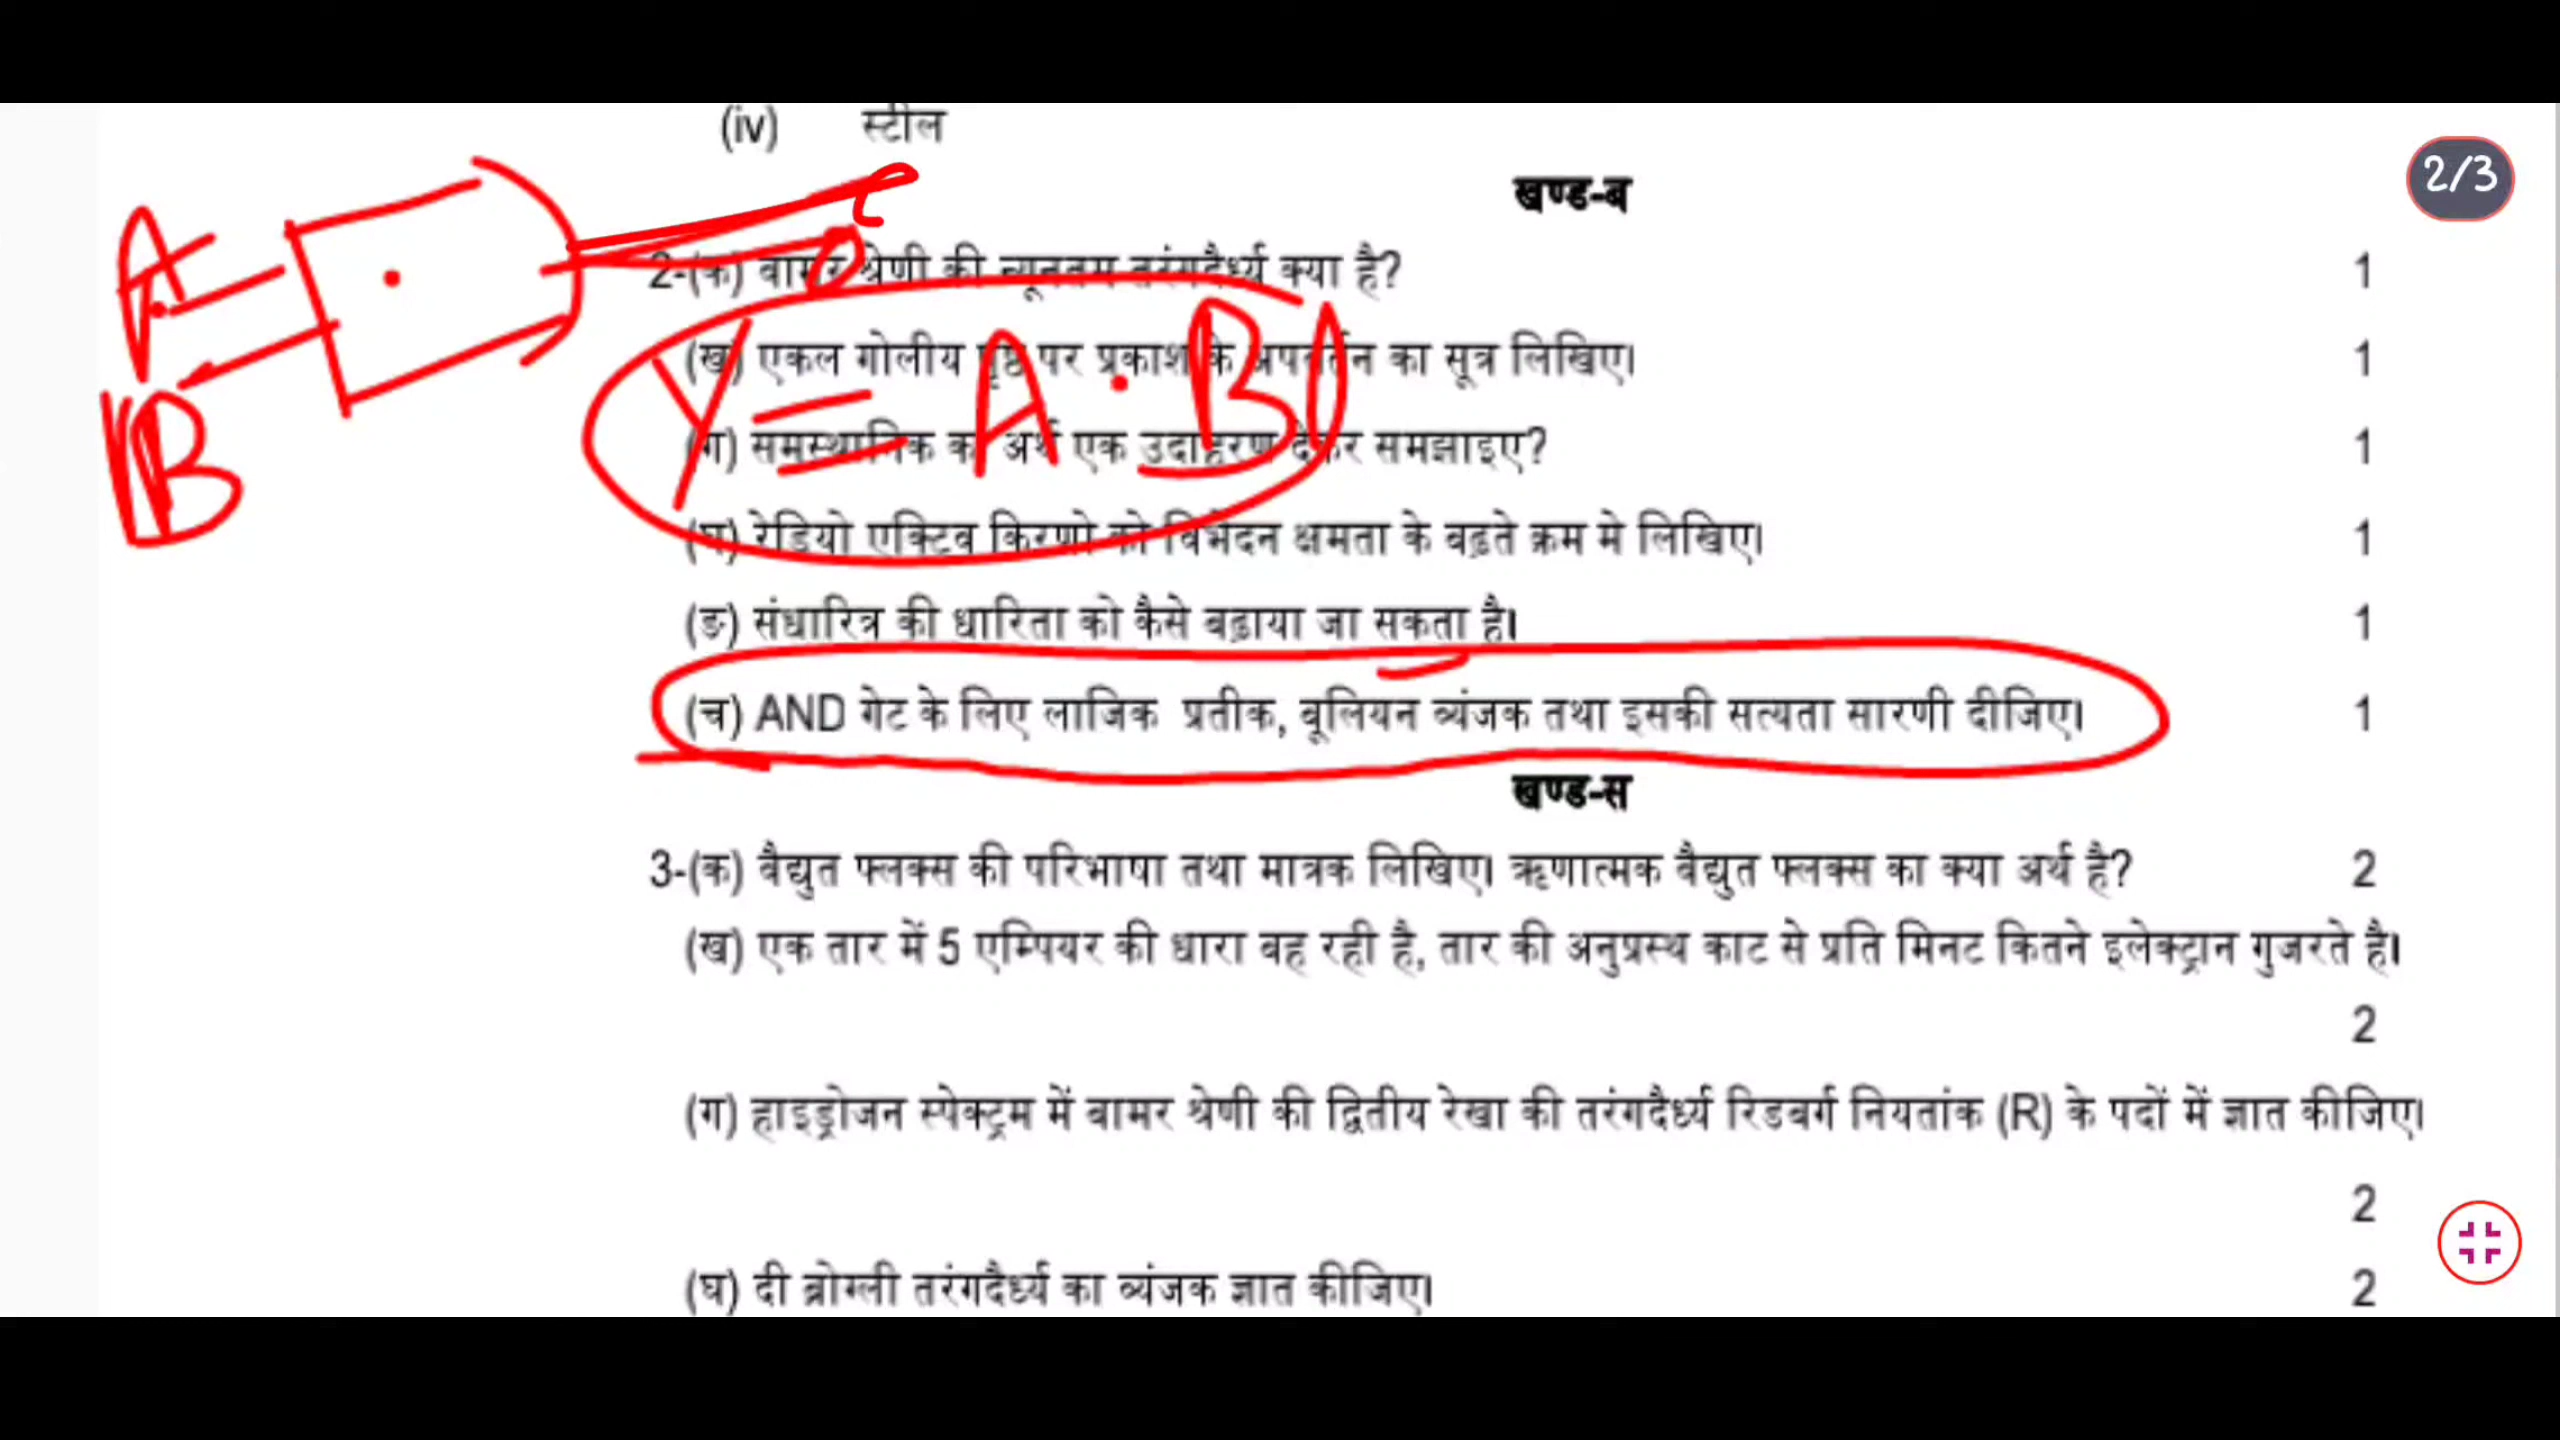 (iv) स्टील
2/3
खण्ड-ब
2-(क) बामर श्रेणी की न्यूनतम तरंगदैर्ध्य क्या है? 1
(ख) एकल गोलीय पृष्ठ पर प्रकाश के अपवर्तन का सूत्र लिखिए। 1
(ग) समस्थानिक का अर्थ एक उदाहरण देकर समझाइए? 1
(घ) रेडियो एक्टिव किरणो को विभेदन क्षमता के बढ़ते क्रम मे लिखिए। 1
(ङ) संधारित्र की धारिता को कैसे बढ़ाया जा सकता है। 1
(च) AND गेट के लिए लाजिक प्रतीक, बूलियन व्यंजक तथा इसकी सत्यता सारणी दीजिए। 1
खण्ड-स
3-(क) वैद्युत फ्लक्स की परिभाषा तथा मात्रक लिखिए। ऋणात्मक वैद्युत फ्लक्स का क्या अर्थ है? 2
(ख) एक तार में 5 एम्पियर की धारा बह रही है, तार की अनुप्रस्थ काट से प्रति मिनट कितने इलेक्ट्रान गुजरते है।
2
(ग) हाइड्रोजन स्पेक्ट्रम में बामर श्रेणी की द्वितीय रेखा की तरंगदैर्ध्य रिडबर्ग नियतांक (R) के पदों में ज्ञात कीजिए।
2
(घ) दी ब्रोग्ली तरंगदैर्ध्य का व्यंजक ज्ञात कीजिए। 2
A
B
Y = A · B